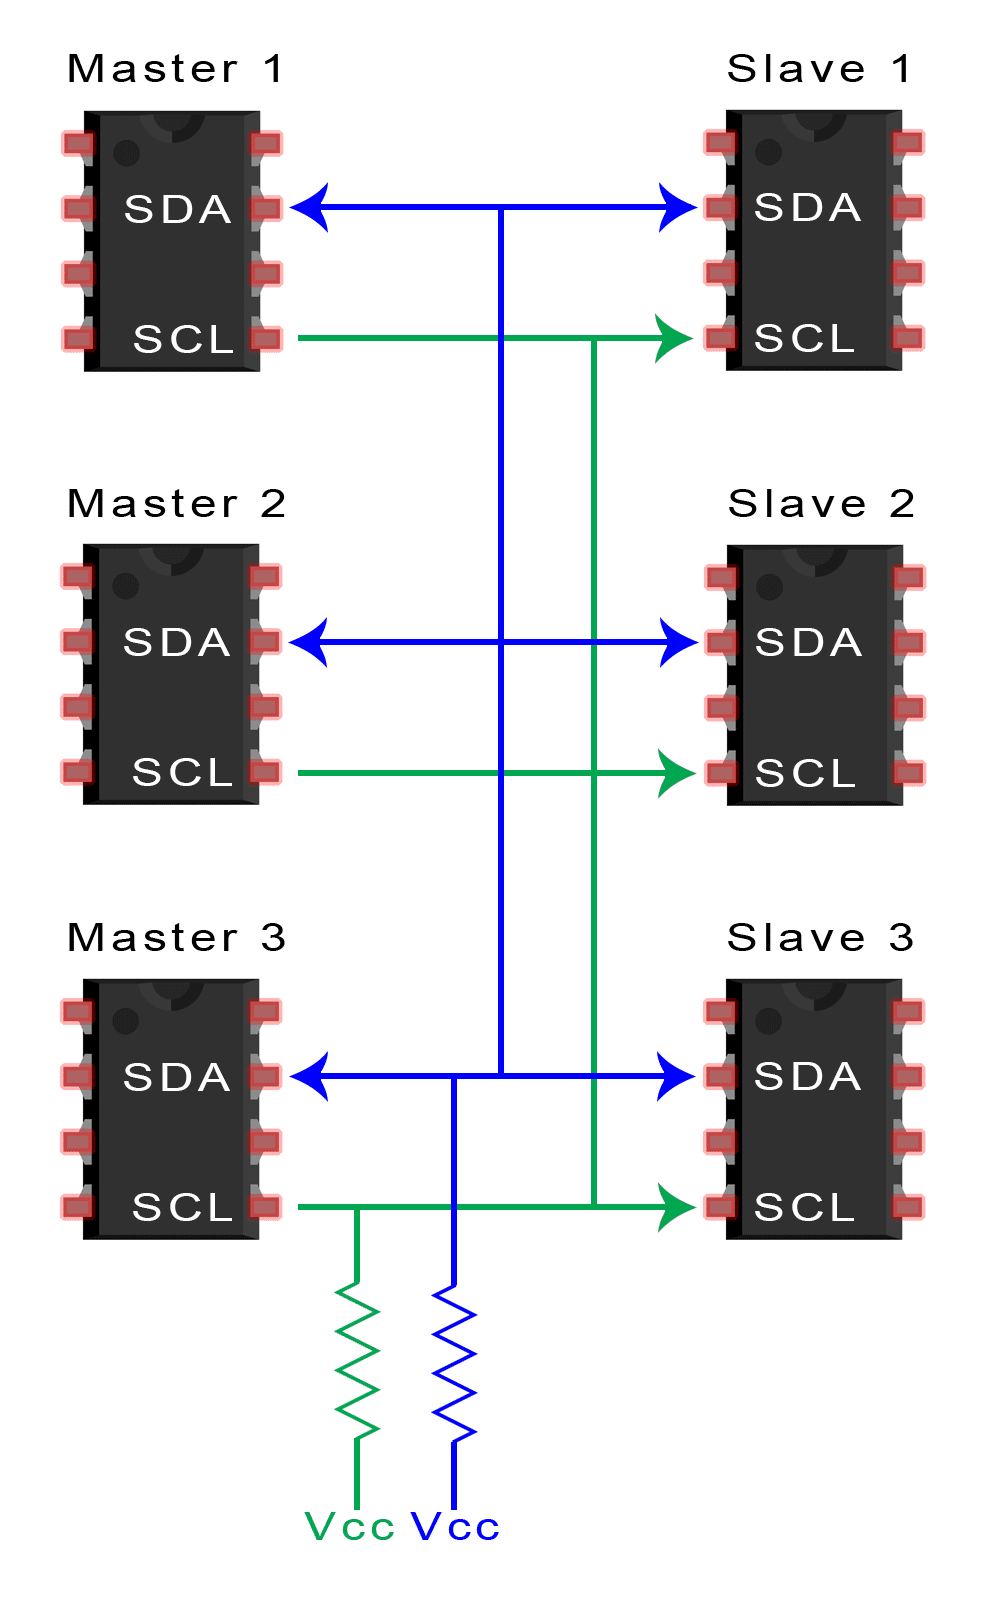 Master 1
Slave 1
SDA
SDA
SCL
SCL
Master 2
Slave 2
SDA
SDA
SCL
SCL
Master 3
Slave 3
SDA
SDA
SCL
SCL
Vcc
Vcc